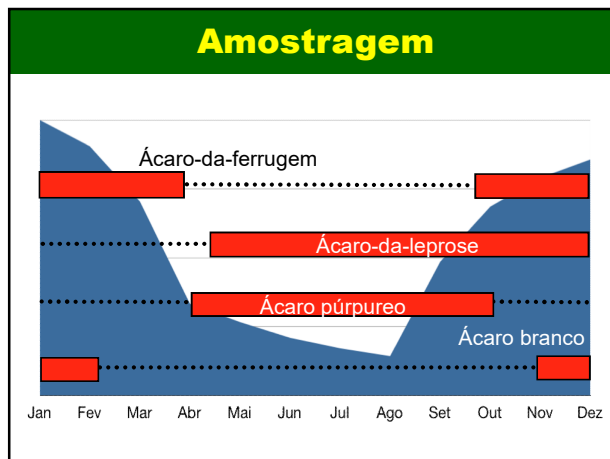 Amostragem
Ácaro-da-ferrugem
Ácaro-da-leprose
Ácaro púrpureo
Ácaro branco
Jan Fev Mar Abr Mai Jun Jul Ago Set Out Nov Dez